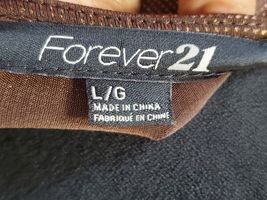 Forever21
L/G
MADE IN CHINA
FABRIQUÉ EN CHINE